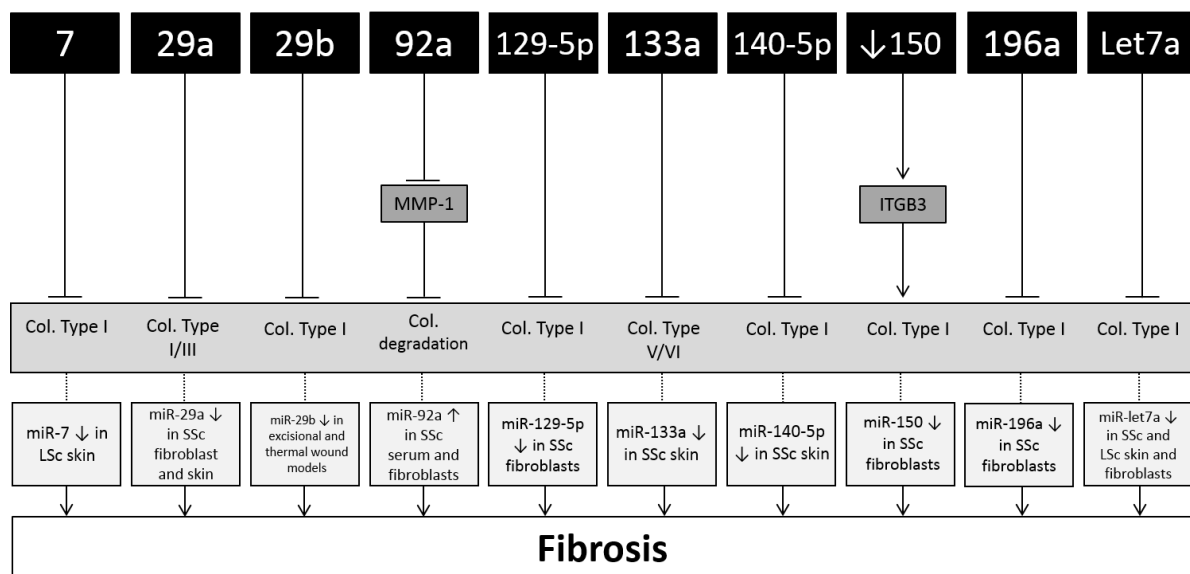 7
29a
29b
92a
129-5p
133a
140-5p
↓150
196a
Let7a
MMP-1
ITGB3
Col. Type I
Col. Type
I/III
Col. Type I
Col.
degradation
Col. Type I
Col. Type
V/VI
Col. Type I
Col. Type I
Col. Type I
Col. Type I
miR-7 ↓ in
LSc skin
miR-29a ↓
in SSc
fibroblast
and skin
miR-29b ↓ in
excisional and
thermal wound
models
miR-92a ↑
in SSc
serum and
fibroblasts
miR-129-5p
↓ in SSc
fibroblasts
miR-133a ↓
in SSc skin
miR-140-5p
↓ in SSc skin
miR-150 ↓
in SSc
fibroblasts
miR-196a ↓
in SSc
fibroblasts
miR-let7a ↓
in SSc and
LSc skin and
fibroblasts
Fibrosis